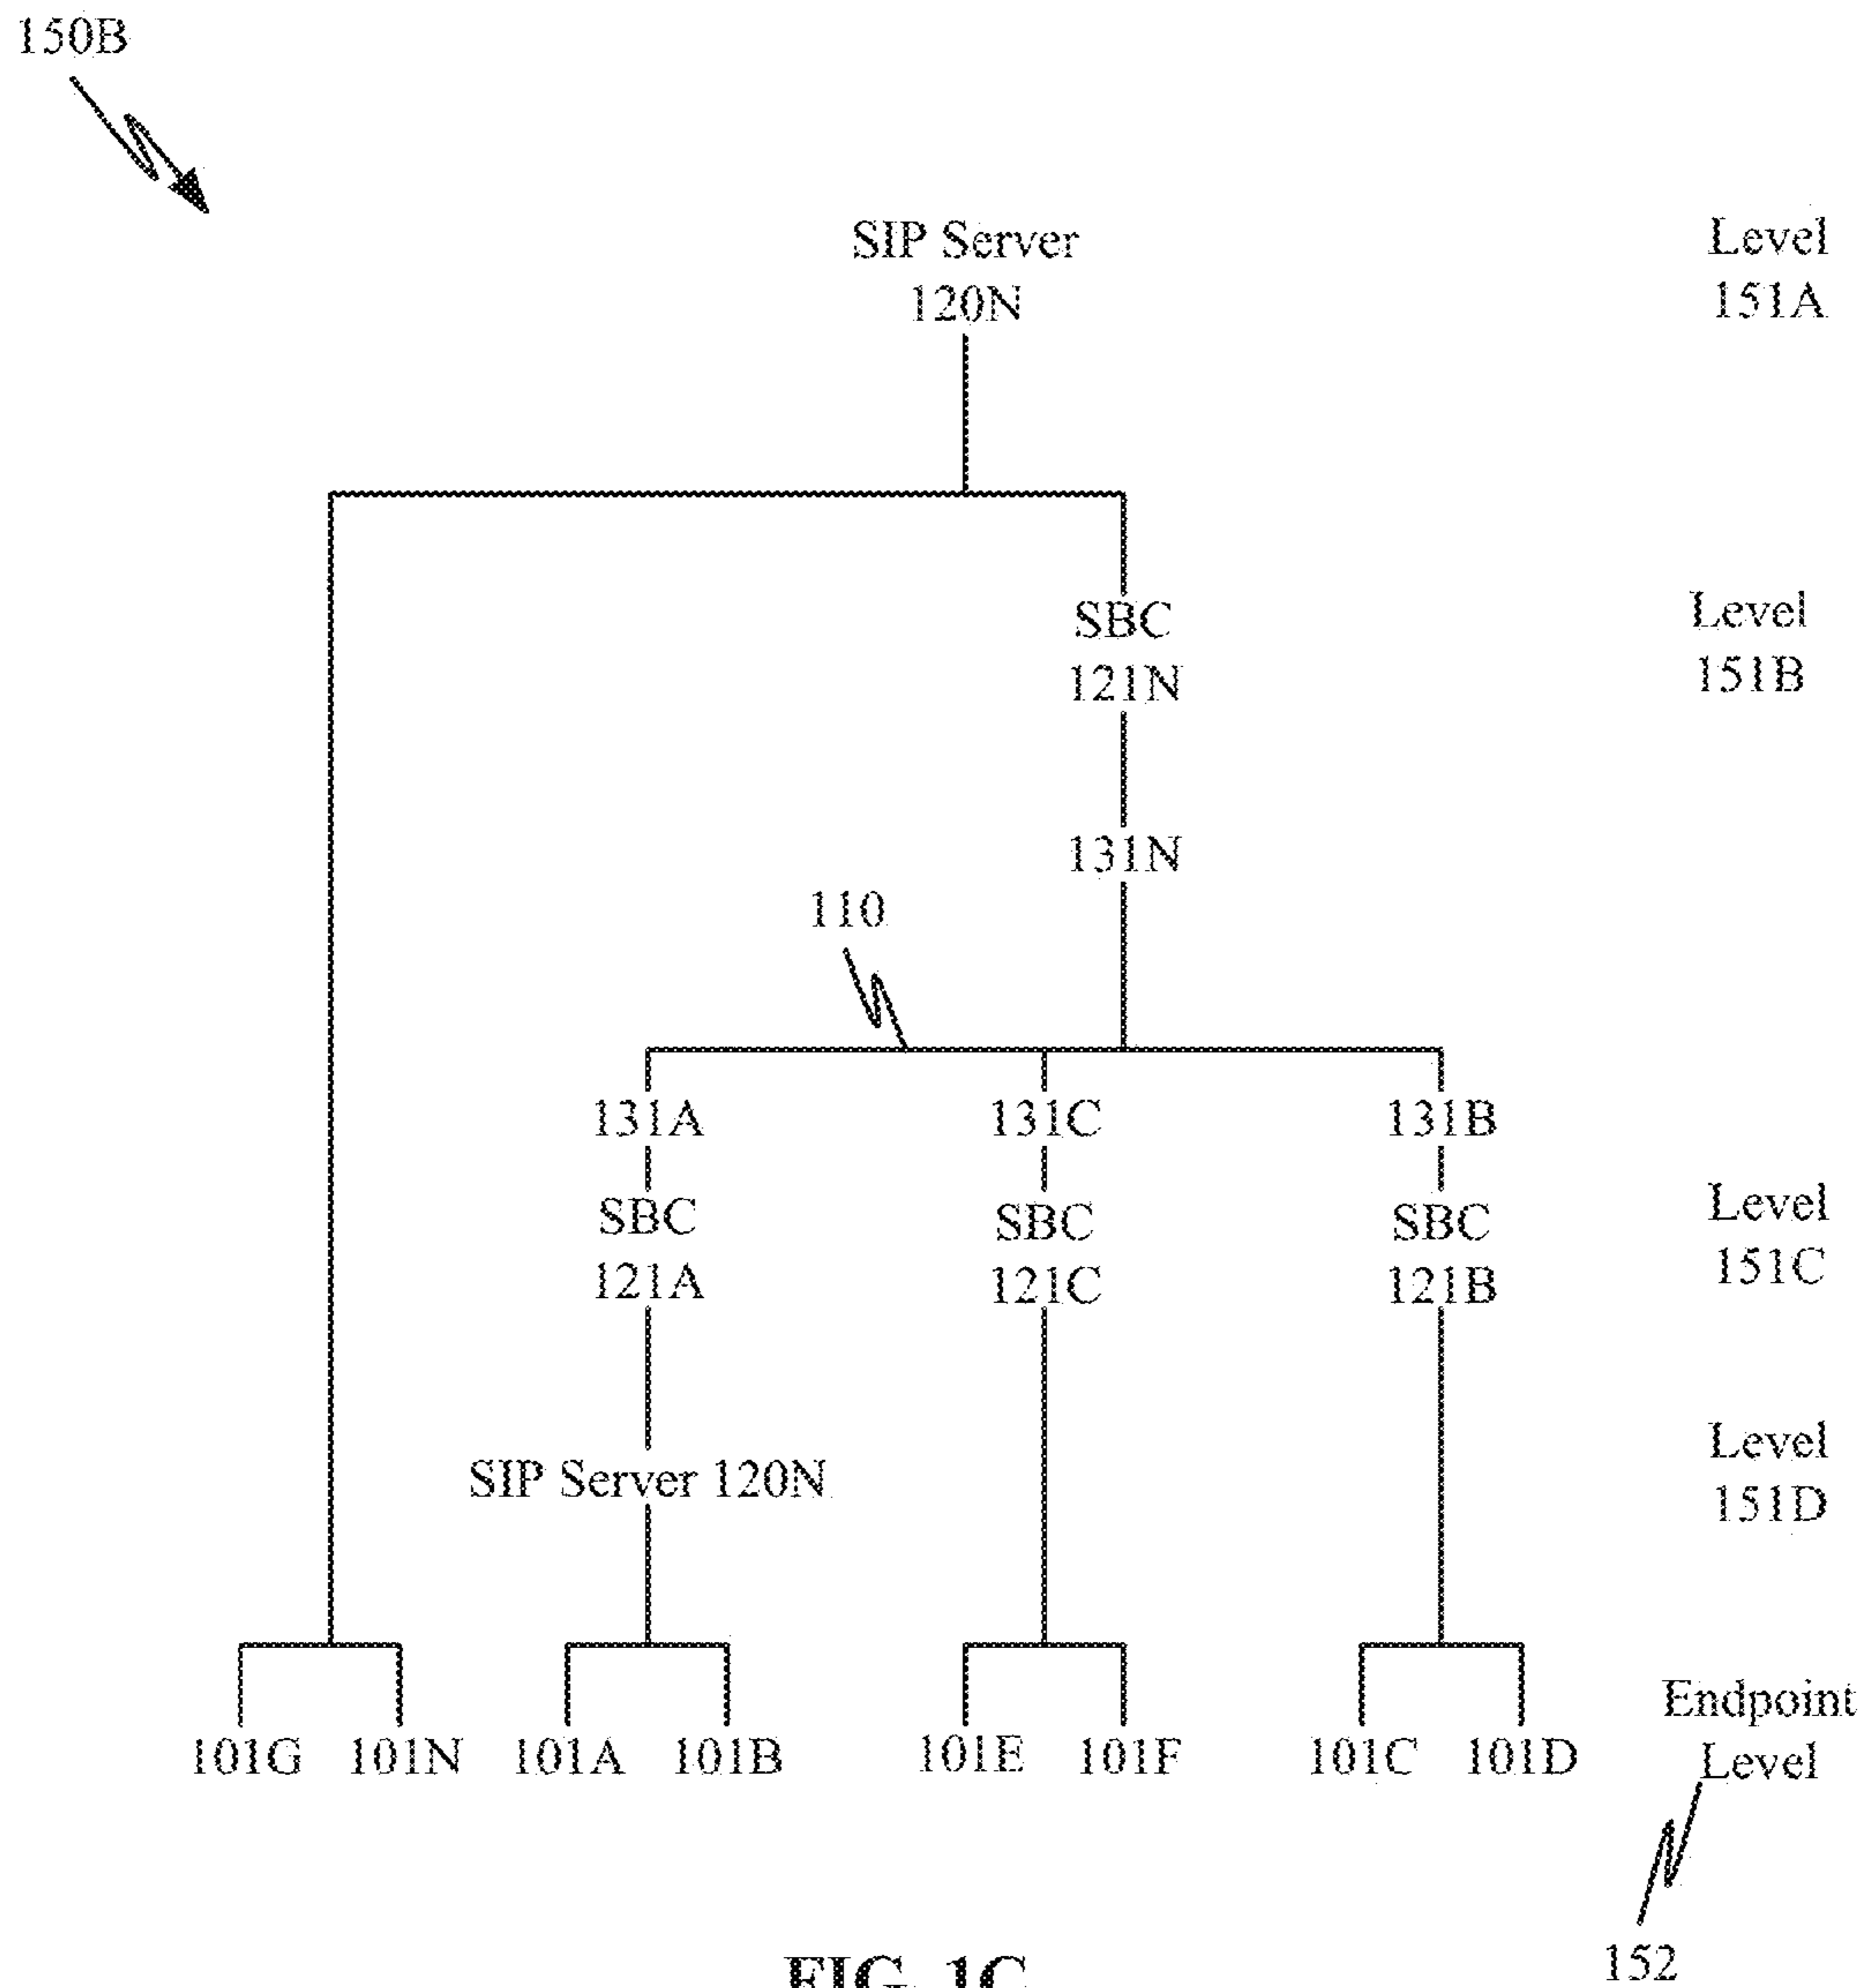 150B
SIP Server
120N
Level
151A
SBC
121N
Level
151B
131N
110
131A 131C 131B
SBC
121A
SBC
121C
SBC
121B
Level
151C
SIP Server 120N
Level
151D
101G 101N 101A 101B 101E 101F 101C 101D
Endpoint
Level
152
FIG. 1C